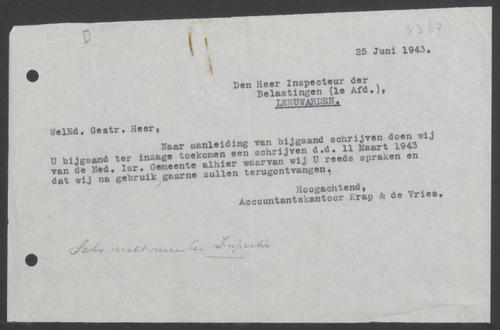 D
3367
25 Juni 1943.
Den Heer Inspecteur der
Belastingen (1e Afd.),
LEEUWARDEN.
WelEd. Gestr. Heer,
Naar aanleiding van bijgaand schrijven doen wij
U bijgaand ter inzage toekomen een schrijven d.d. 11 Maart 1943
van de Ned. Isr. Gemeente alhier waarvan wij U reeds spraken en
dat wij na gebruik gaarne zullen terugontvangen.
Hoogachtend,
Accountantskantoor Krap & de Vries.